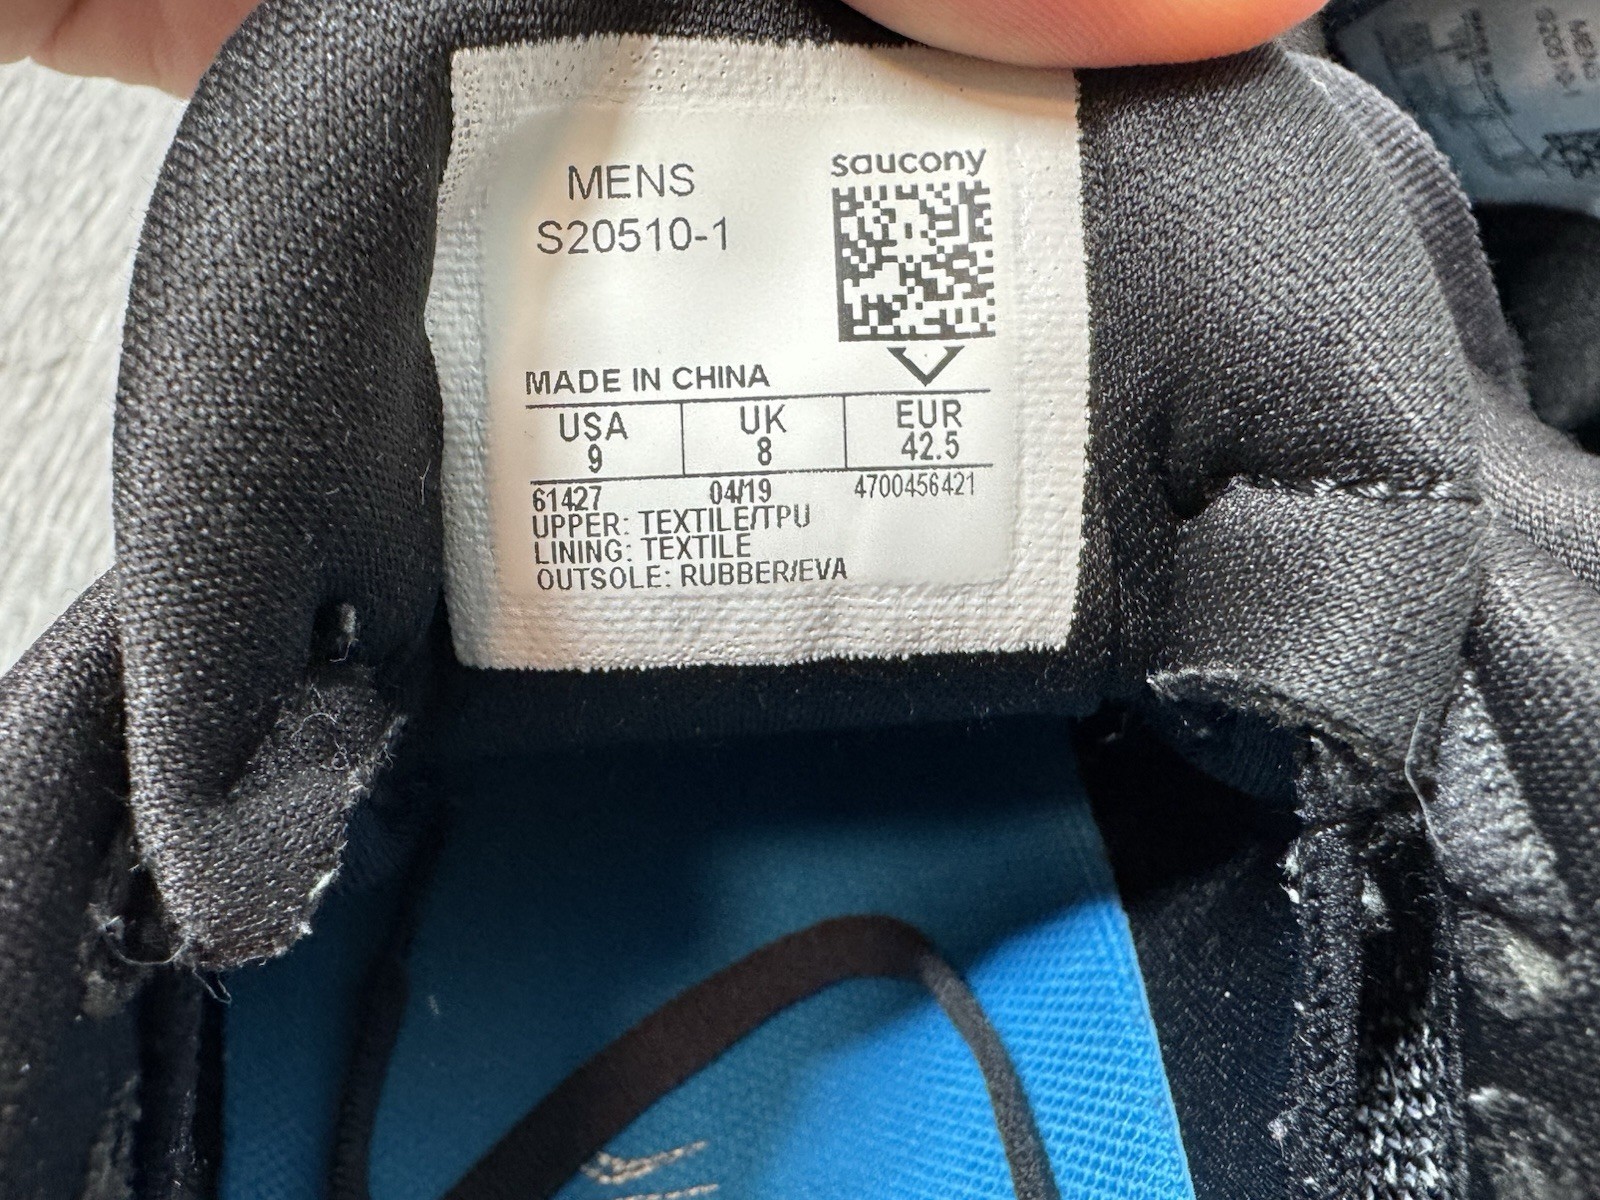 MENS
S20510-1
saucony
MADE IN CHINA
USA UK EUR
9 8 42.5
61427 04/19 4700456421
UPPER: TEXTILE/TPU
LINING: TEXTILE
OUTSOLE: RUBBER/EVA
MENS